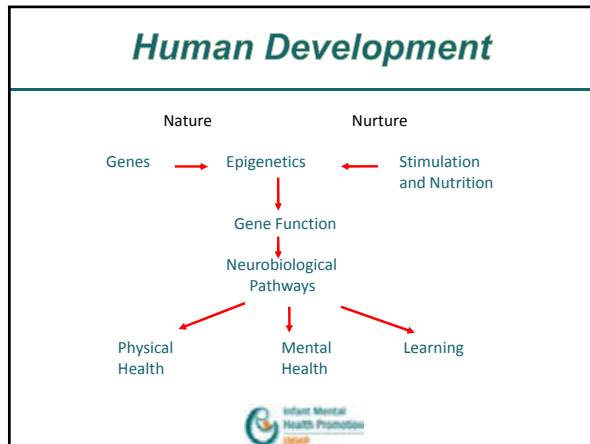 Human Development
Nature Nurture
Genes Epigenetics Stimulation
and Nutrition
Gene Function
Neurobiological
Pathways
Physical Mental Learning
Health Health
Infant Mental
Health Promotion
IMHP